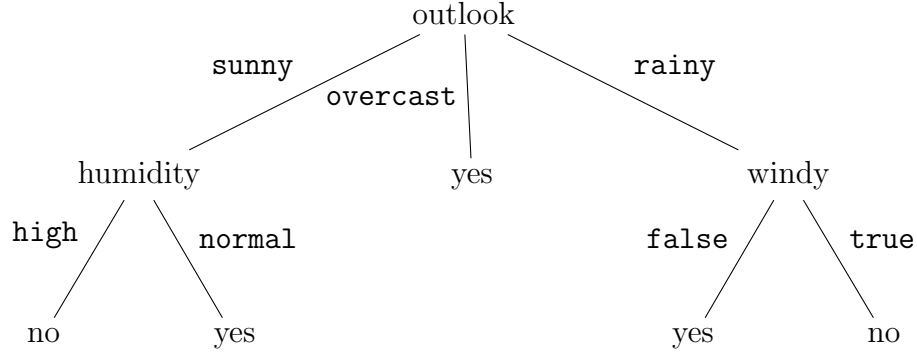 outlook
sunny
overcast
rainy
humidity
yes
windy
high
normal
false
true
no
yes
yes
no